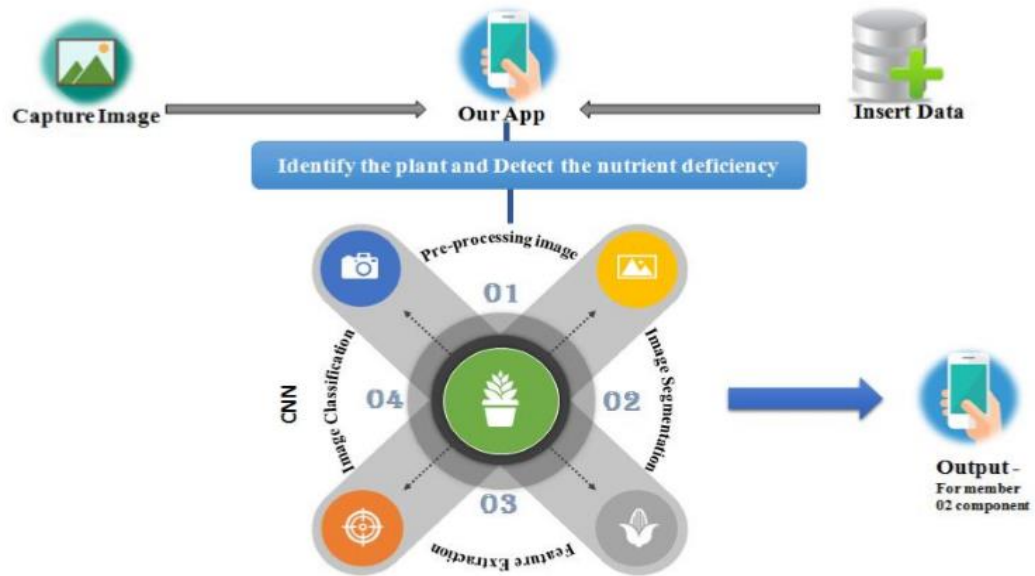 Capture Image
Our App
Insert Data
Identify the plant and Detect the nutrient deficiency
Pre-processing image
01
Image Segmentation
02
Feature Extraction
03
Image Classification
04
CNN
Output -
For member
02 component